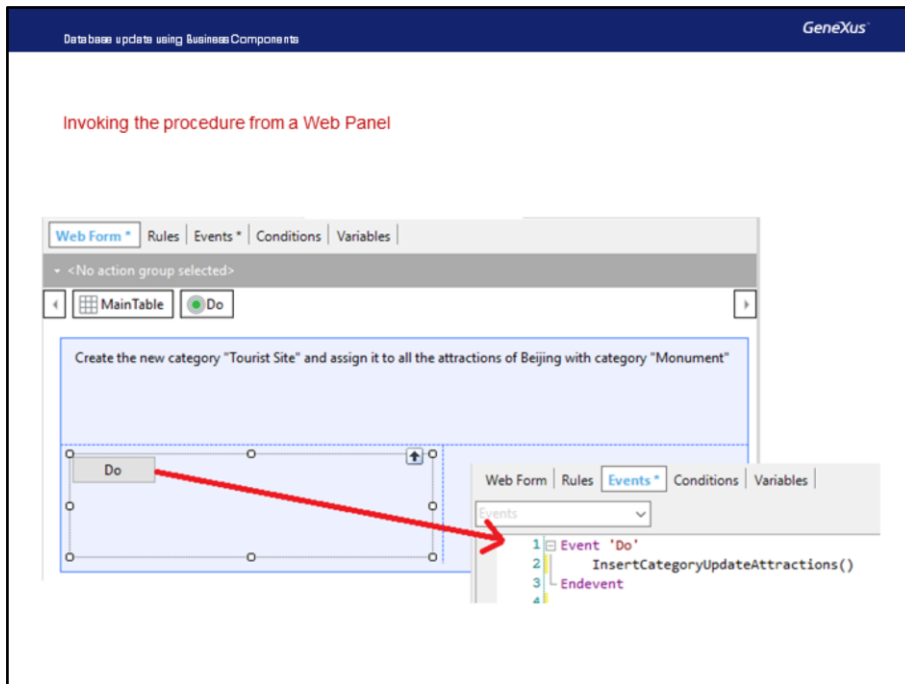 Database update using Business Components
GeneXus
Invoking the procedure from a Web Panel
Web Form * Rules Events * Conditions Variables
<No action group selected>
MainTable Do
Create the new category "Tourist Site" and assign it to all the attractions of Beijing with category "Monument"
Do
Web Form Rules Events * Conditions Variables
Events
1 Event 'Do'
2 InsertCategoryUpdateAttractions()
3 Endevent
4